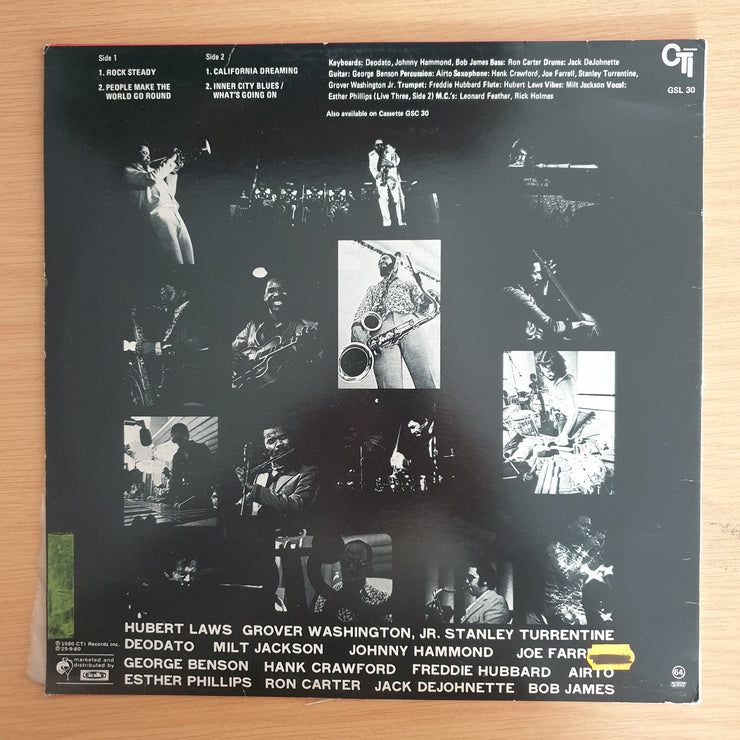 Side 1
1. ROCK STEADY
2. PEOPLE MAKE THE
WORLD GO ROUND
Side 2
1. CALIFORNIA DREAMING
2. INNER CITY BLUES /
WHAT'S GOING ON
Keyboards: Deodato, Johnny Hammond, Bob James Bass: Ron Carter Drums: Jack DeJohnette
Guitar: George Benson Percussion: Airto Saxophone: Hank Crawford, Joe Farrell, Stanley Turrentine,
Grover Washington Jr. Trumpet: Freddie Hubbard Flute: Hubert Laws Vibes: Milt Jackson Vocal:
Esther Phillips (Live Three, Side 2) M.C.'s: Leonard Feather, Rick Holmes
Also available on Cassette GSC 30
CTI
GSL 30
HUBERT LAWS GROVER WASHINGTON, JR. STANLEY TURRENTINE
DEODATO MILT JACKSON JOHNNY HAMMOND JOE FARR
GEORGE BENSON HANK CRAWFORD FREDDIE HUBBARD AIRTO
ESTHER PHILLIPS RON CARTER JACK DEJOHNETTE BOB JAMES
℗ 1980 CTI Records Inc.
© 29-9-80
marketed and
distributed by
Gallo
64